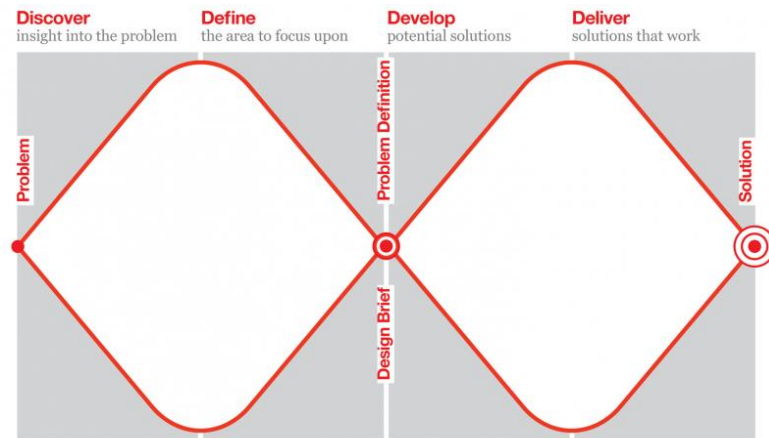 Discover
insight into the problem
Define
the area to focus upon
Develop
potential solutions
Deliver
solutions that work
Problem
Problem Definition
Design Brief
Solution